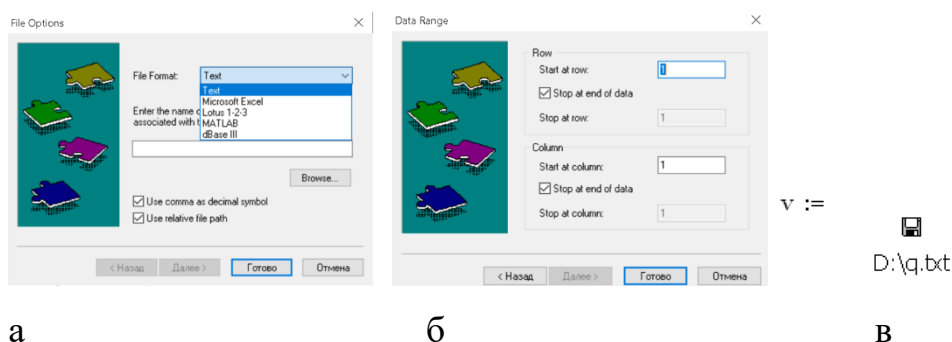 File Options
File Format:
Text
Text
Microsoft Excel
Lotus 1-2-3
MATLAB
dBase III
Enter the name
associated with
Browse...
Use comma as decimal symbol
Use relative file path
< Назад
Далее >
Готово
Отмена
а
Data Range
Row
Start at row:
1
Stop at end of data
Stop at row:
1
Column
Start at column:
1
Stop at end of data
Stop at column:
1
< Назад
Далее >
Готово
Отмена
б
v :=
D:\q.txt
в